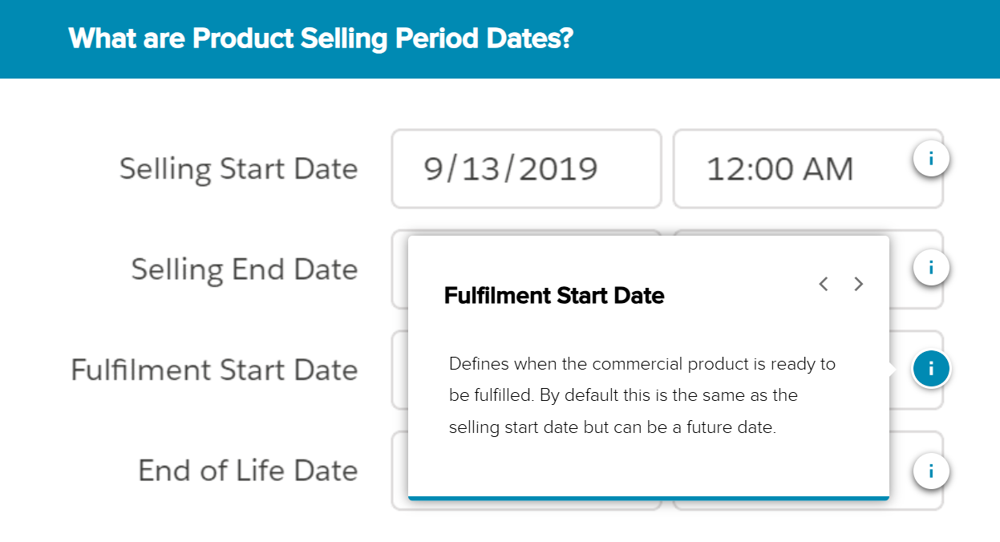 What are Product Selling Period Dates?
Selling Start Date 9/13/2019 12:00 AM i
Selling End Date i
Fulfilment Start Date
Defines when the commercial product is ready to
be fulfilled. By default this is the same as the
selling start date but can be a future date.
Fulfilment Start Date i
End of Life Date i